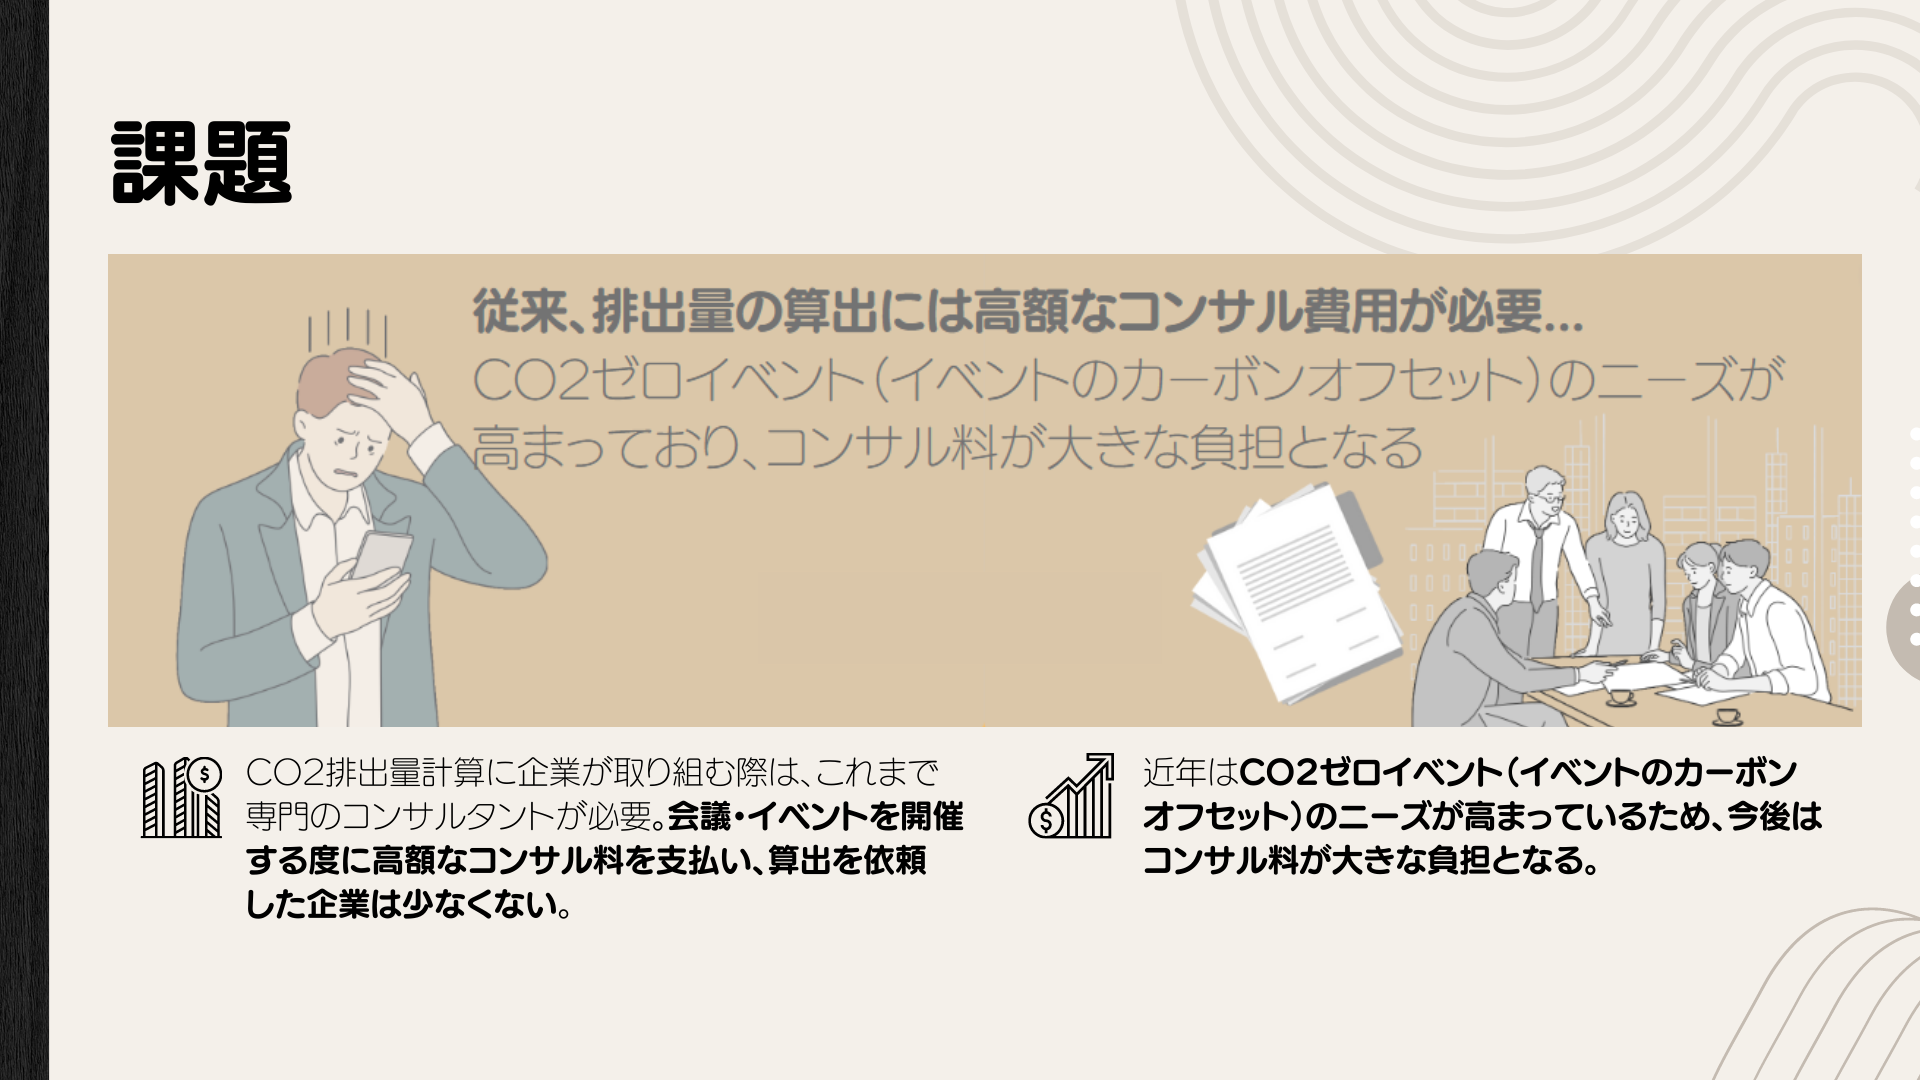 課題
従来、排出量の算出には高額なコンサル費用が必要...
CO2ゼロイベント（イベントのカーボンオフセット）のニーズが
高まっており、コンサル料が大きな負担となる
CO2排出量計算に企業が取り組む際は、これまで
専門のコンサルタントが必要。会議・イベントを開催
する度に高額なコンサル料を支払い、算出を依頼
した企業は少なくない。
近年はCO2ゼロイベント（イベントのカーボン
オフセット）のニーズが高まっているため、今後は
コンサル料が大きな負担となる。